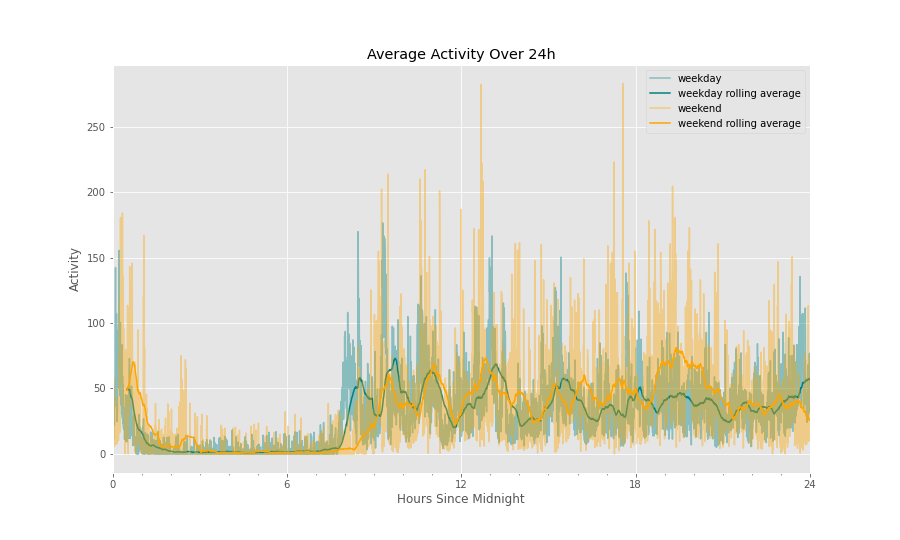 Average Activity Over 24h
weekday
weekday rolling average
weekend
weekend rolling average
250
200
150
100
50
0
Activity
0 6 12 18 24
Hours Since Midnight